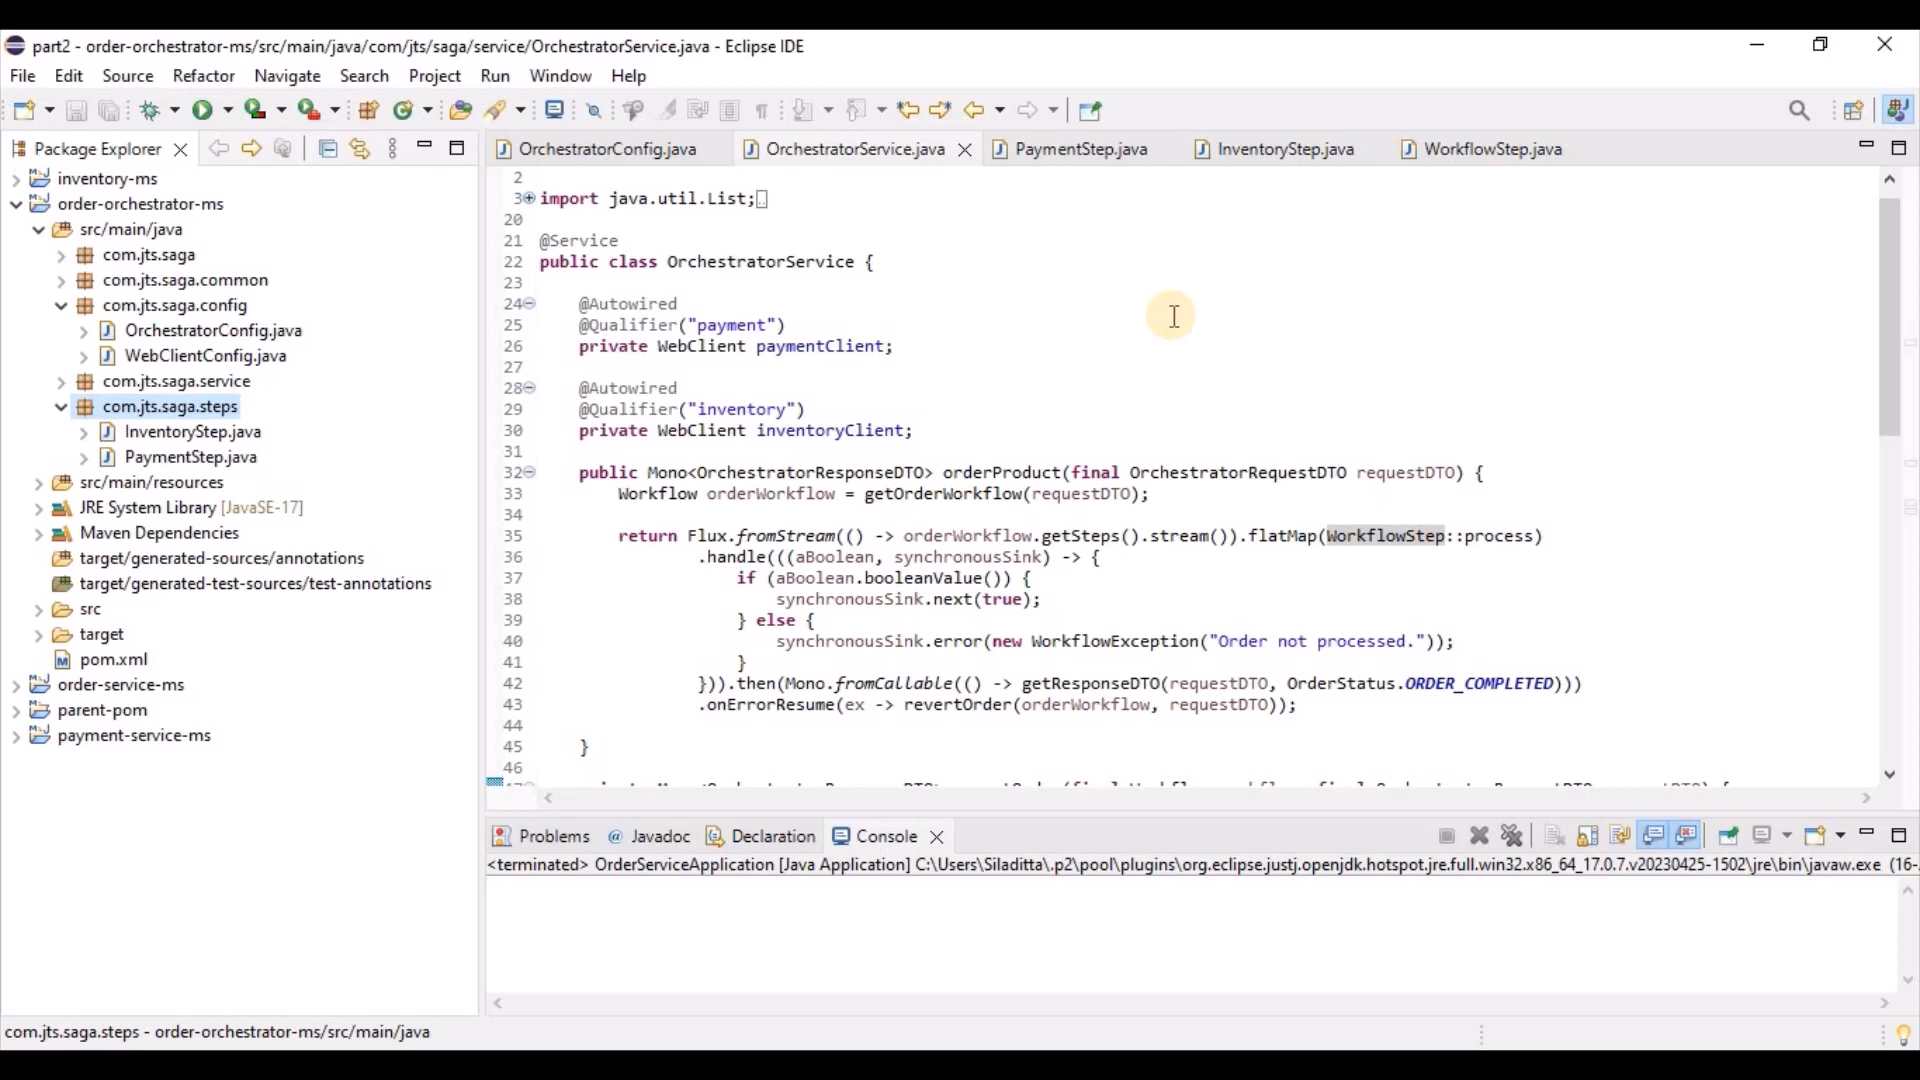 part2 - order-orchestrator-ms/src/main/java/com/jts/saga/service/OrchestratorService.java - Eclipse IDE
File Edit Source Refactor Navigate Search Project Run Window Help
Package Explorer
inventory-ms
order-orchestrator-ms
src/main/java
com.jts.saga
com.jts.saga.common
com.jts.saga.config
OrchestratorConfig.java
WebClientConfig.java
com.jts.saga.service
com.jts.saga.steps
InventoryStep.java
PaymentStep.java
src/main/resources
JRE System Library [JavaSE-17]
Maven Dependencies
target/generated-sources/annotations
target/generated-test-sources/test-annotations
src
target
pom.xml
order-service-ms
parent-pom
payment-service-ms
OrchestratorConfig.java OrchestratorService.java PaymentStep.java InventoryStep.java WorkflowStep.java
2
3 import java.util.List;
20
21 @Service
22 public class OrchestratorService {
23
24 @Autowired
25 @Qualifier("payment")
26 private WebClient paymentClient;
27
28 @Autowired
29 @Qualifier("inventory")
30 private WebClient inventoryClient;
31
32 public Mono<OrchestratorResponseDTO> orderProduct(final OrchestratorRequestDTO requestDTO) {
33 Workflow orderWorkflow = getOrderWorkflow(requestDTO);
34
35 return Flux.fromStream(() -> orderWorkflow.getSteps().stream()).flatMap(WorkflowStep::process)
36 .handle(((aBoolean, synchronousSink) -> {
37 if (aBoolean.booleanValue()) {
38 synchronousSink.next(true);
39 } else {
40 synchronousSink.error(new WorkflowException("Order not processed."));
41 }
42 })).then(Mono.fromCallable(() -> getResponseDTO(requestDTO, OrderStatus.ORDER_COMPLETED)))
43 .onErrorResume(ex -> revertOrder(orderWorkflow, requestDTO));
44
45 }
46
Problems Javadoc Declaration Console
<terminated> OrderServiceApplication [Java Application] C:\Users\Siladitta\.p2\pool\plugins\org.eclipse.justj.openjdk.hotspot.jre.full.win32.x86_64_17.0.7.v20230425-1502\jre\bin\javaw.exe (16-
com.jts.saga.steps - order-orchestrator-ms/src/main/java